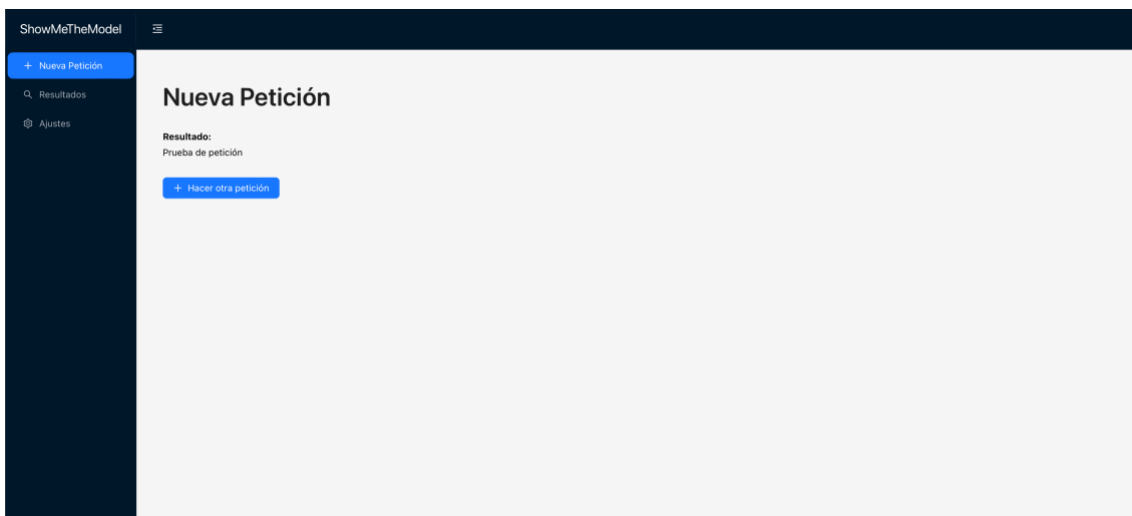 ShowMeTheModel
Nueva Petición
Resultados
Ajustes
Nueva Petición
Resultado:
Prueba de petición
Hacer otra petición